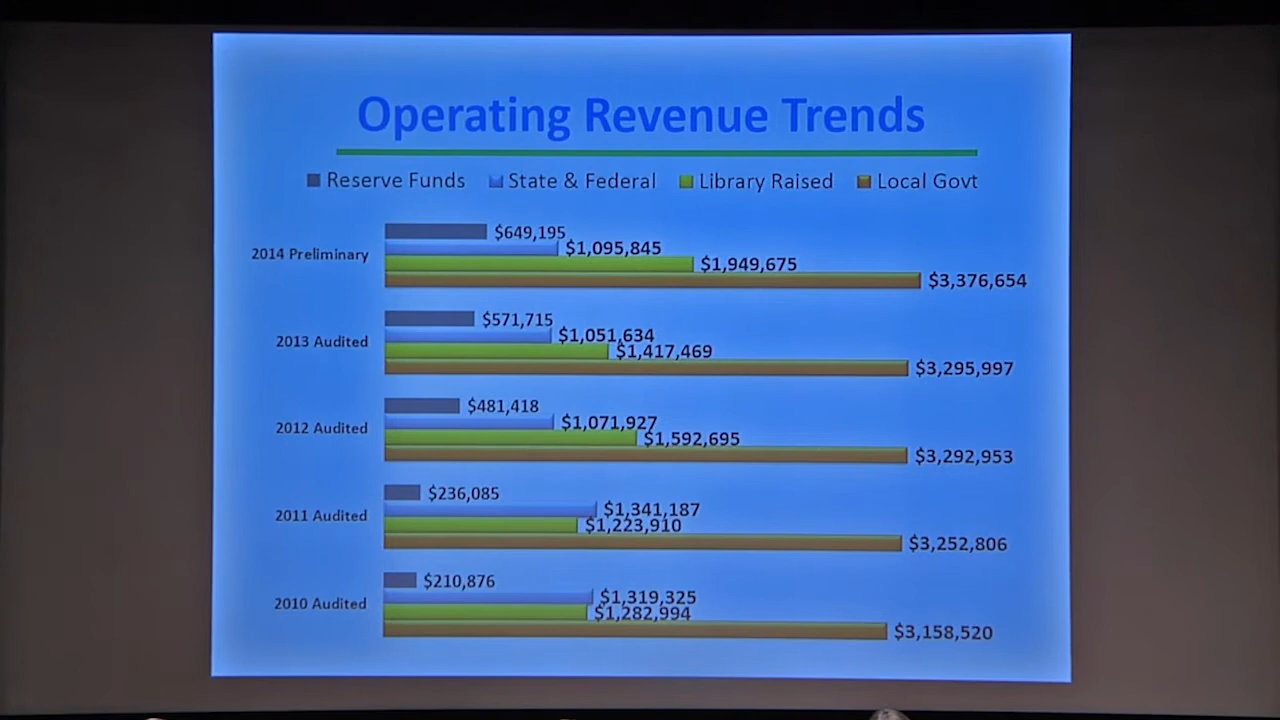 Operating Revenue Trends
Reserve Funds State & Federal Library Raised Local Govt
2014 Preliminary
$649,195
$1,095,845
$1,949,675
$3,376,654
2013 Audited
$571,715
$1,051,634
$1,417,469
$3,295,997
2012 Audited
$481,418
$1,071,927
$1,592,695
$3,292,953
2011 Audited
$236,085
$1,341,187
$1,223,910
$3,252,806
2010 Audited
$210,876
$1,319,325
$1,282,994
$3,158,520